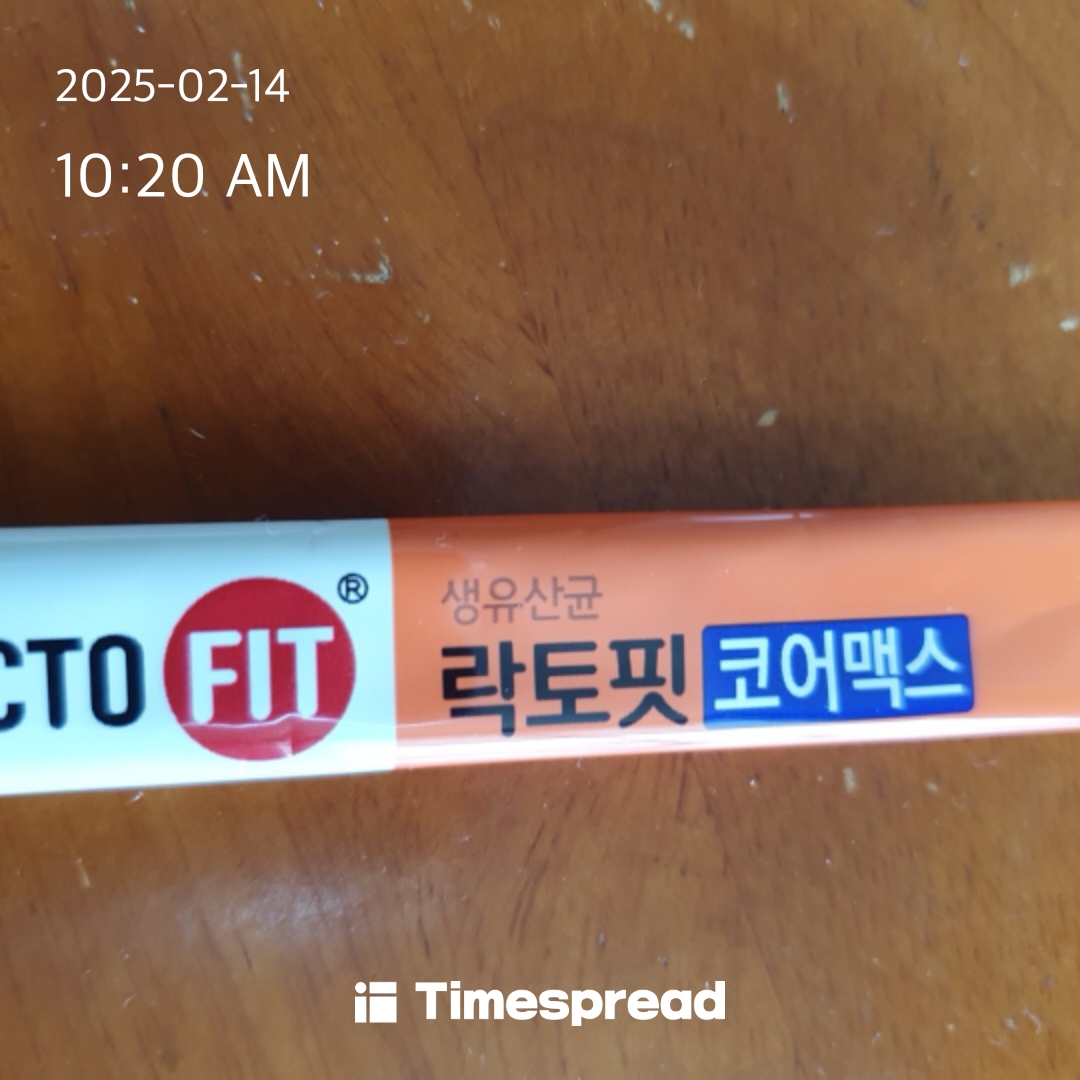 2025-02-14
10:20 AM
CTO FIT®
생유산균
락토핏 코어맥스
Timespread